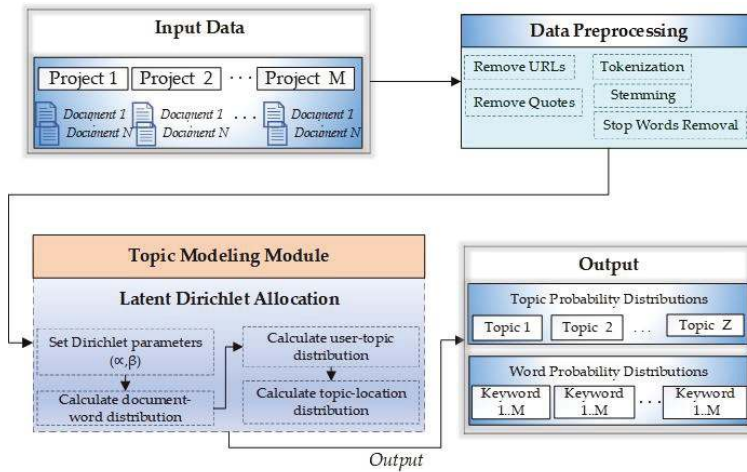 Input Data
Project 1 Project 2 ... Project M
Document 1 Document 1 Document 1
Document N Document N ... Document N
Data Preprocessing
Remove URLs
Tokenization
Remove Quotes
Stemming
Stop Words Removal
Topic Modeling Module
Latent Dirichlet Allocation
Set Dirichlet parameters
(α,β)
Calculate document-
word distribution
Calculate user-topic
distribution
Calculate topic-location
distribution
Output
Output
Topic Probability Distributions
Topic 1 Topic 2 ... Topic Z
Word Probability Distributions
Keyword Keyword ... Keyword
1..M 1..M 1..M